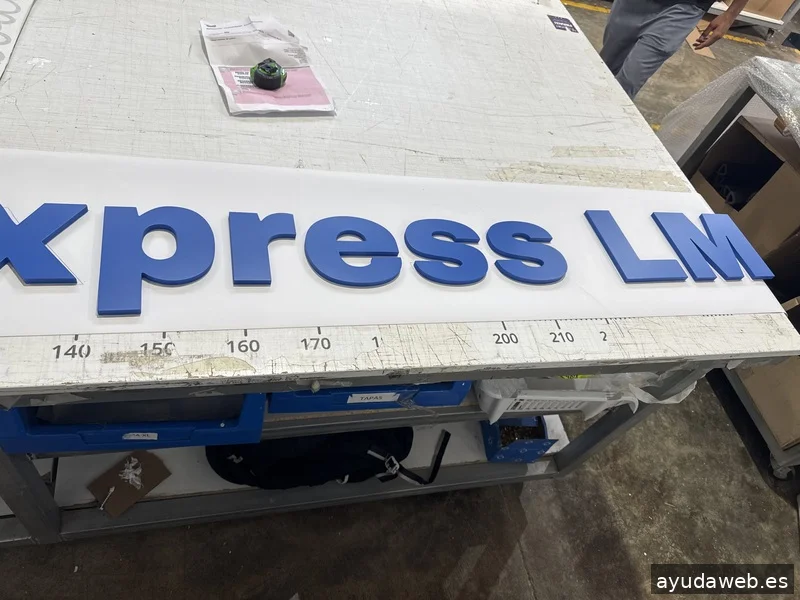 xpress LM
140 150 160 170 1 200 210 2
TAPAS
ayudaweb.es